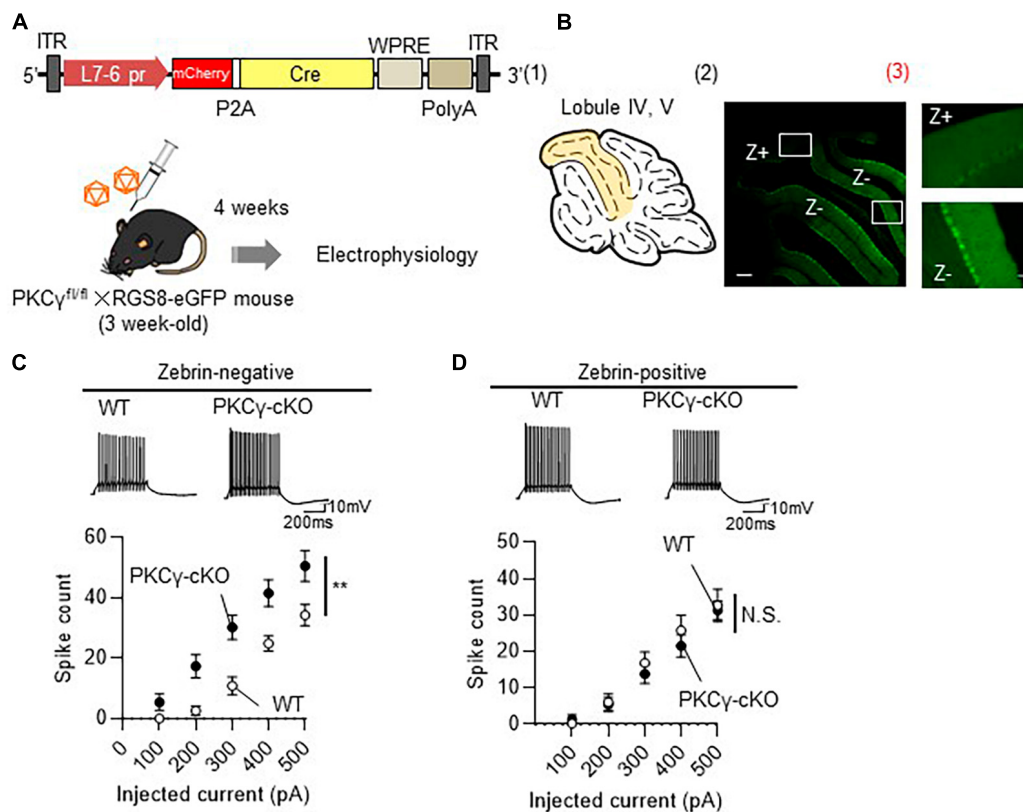 A
ITR
WPRE
ITR
5'
L7-6 pr
mCherry
Cre
3'
P2A
PolyA
4 weeks
Electrophysiology
PKCγfl/fl ×RGS8-eGFP mouse
(3 week-old)
B
(1)
(2)
(3)
Lobule IV, V
Z+
Z-
Z-
Z+
Z-
C
Zebrin-negative
WT
PKCγ-cKO
10mV
200ms
60
40
20
0
Spike count
PKCγ-cKO
WT
**
0
100
200
300
400
500
Injected current (pA)
D
Zebrin-positive
WT
PKCγ-cKO
10mV
200ms
50
40
30
20
10
0
Spike count
WT
N.S.
PKCγ-cKO
100
200
300
400
500
Injected current (pA)